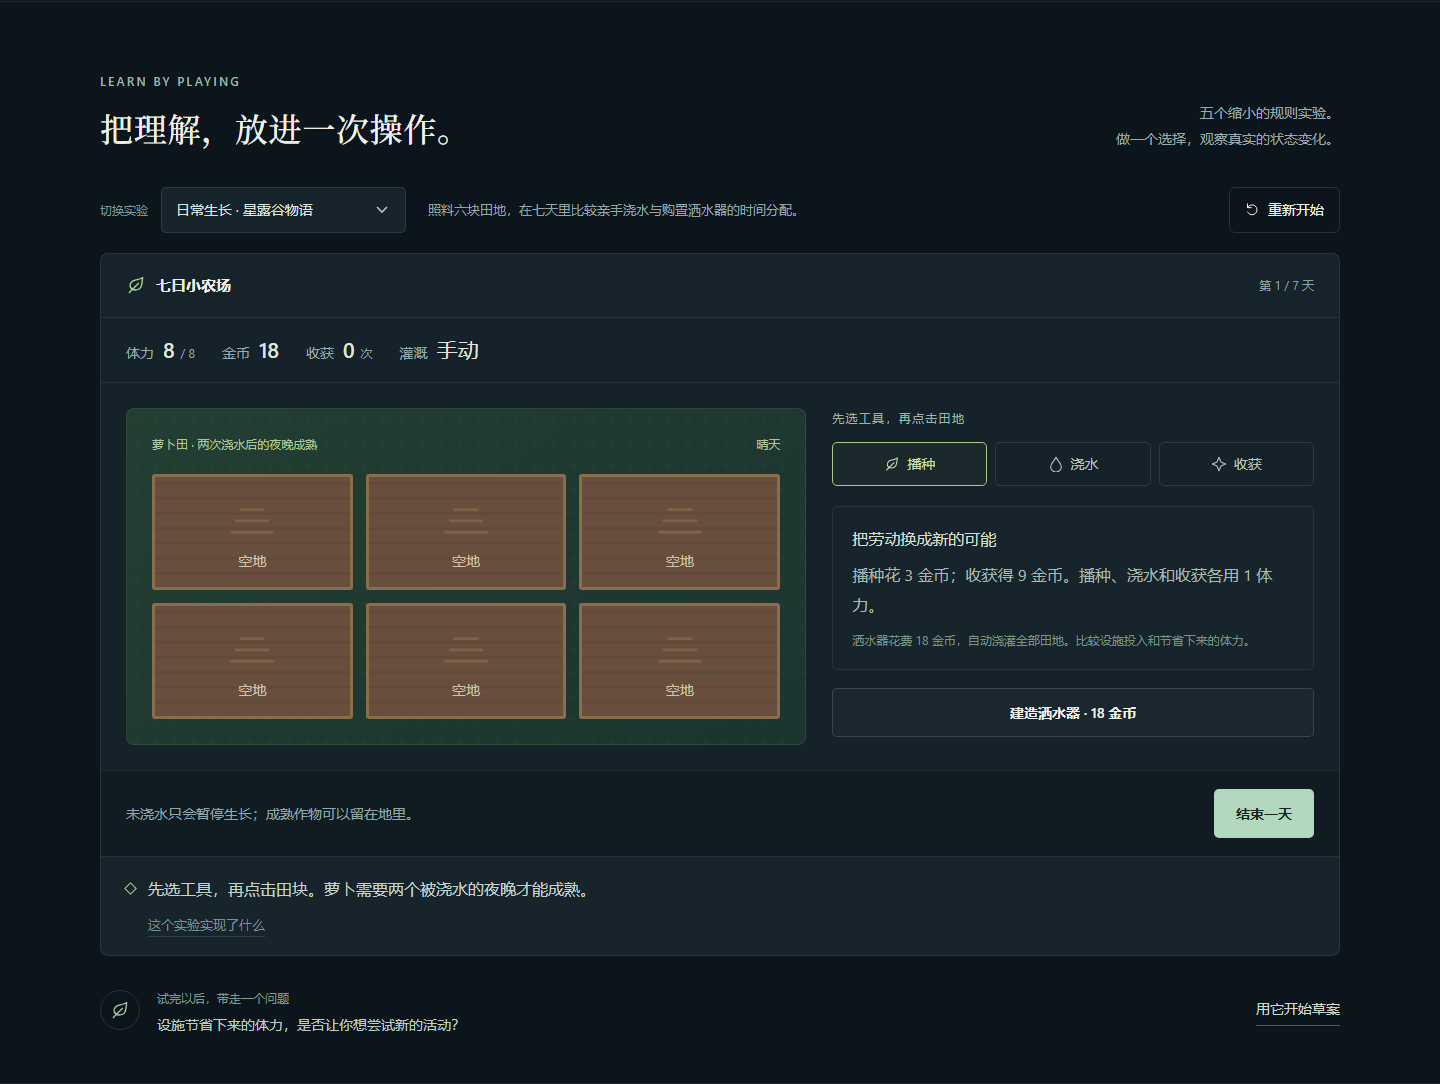 LEARN BY PLAYING
把理解，放进一次操作。
五个缩小的规则实验。
做一个选择，观察真实的状态变化。
切换实验
日常生长 · 星露谷物语
照料六块田地，在七天里比较亲手浇水与购置洒水器的时间分配。
重新开始
七日小农场
第 1 / 7 天
体力 8 / 8 金币 18 收获 0 次 灌溉 手动
萝卜田 · 两次浇水后的夜晚成熟
晴天
空地 空地 空地
空地 空地 空地
先选工具，再点击田地
播种 浇水 收获
把劳动换成新的可能
播种花 3 金币；收获得 9 金币。播种、浇水和收获各用 1 体
力。
洒水器花费 18 金币，自动浇灌全部田地。比较设施投入和节省下来的体力。
建造洒水器 · 18 金币
未浇水只会暂停生长；成熟作物可以留在地里。
结束一天
先选工具，再点击田块。萝卜需要两个被浇水的夜晚才能成熟。
这个实验实现了什么
试完以后，带走一个问题
设施节省下来的体力，是否让你想尝试新的活动？
用它开始草案